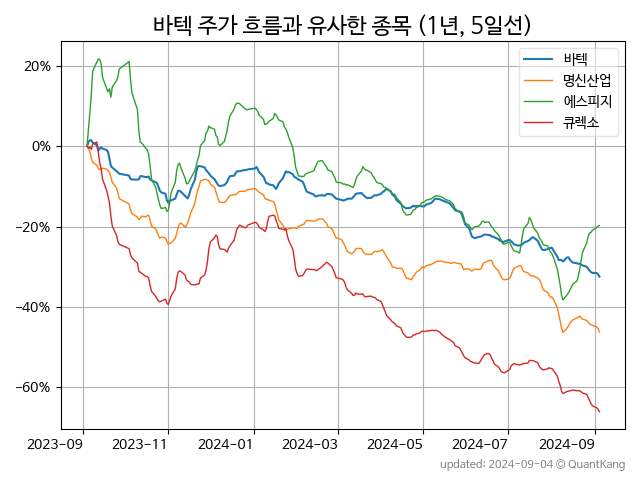 바텍 주가 흐름과 유사한 종목 (1년, 5일선)
바텍
명신산업
에스피지
큐렉소
20%
0%
−20%
−40%
−60%
2023-09 2023-11 2024-01 2024-03 2024-05 2024-07 2024-09
updated: 2024-09-04 © QuantKang